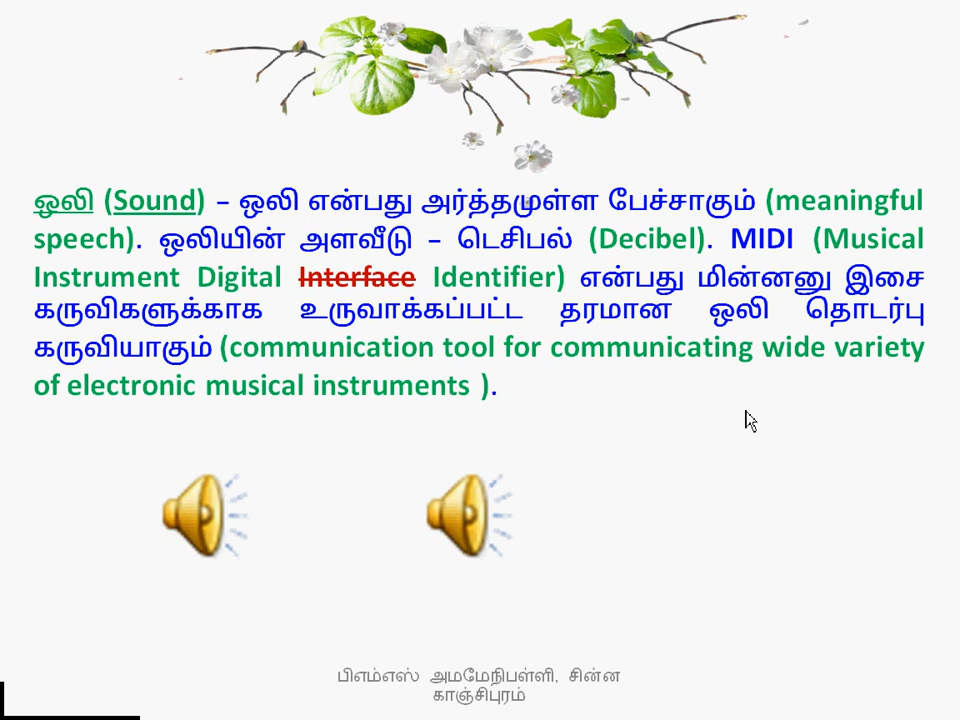 ஒலி (Sound) – ஒலி என்பது அர்த்தமுள்ள பேச்சாகும் (meaningful
speech). ஒலியின் அளவீடு – டெசிபல் (Decibel). MIDI (Musical
Instrument Digital Interface Identifier) என்பது மின்னனு இசை
கருவிகளுக்காக உருவாக்கப்பட்ட தரமான ஒலி தொடர்பு
கருவியாகும் (communication tool for communicating wide variety
of electronic musical instruments ).
பிஎம்எஸ் அமமேநிபள்ளி, சின்ன
காஞ்சிபுரம்